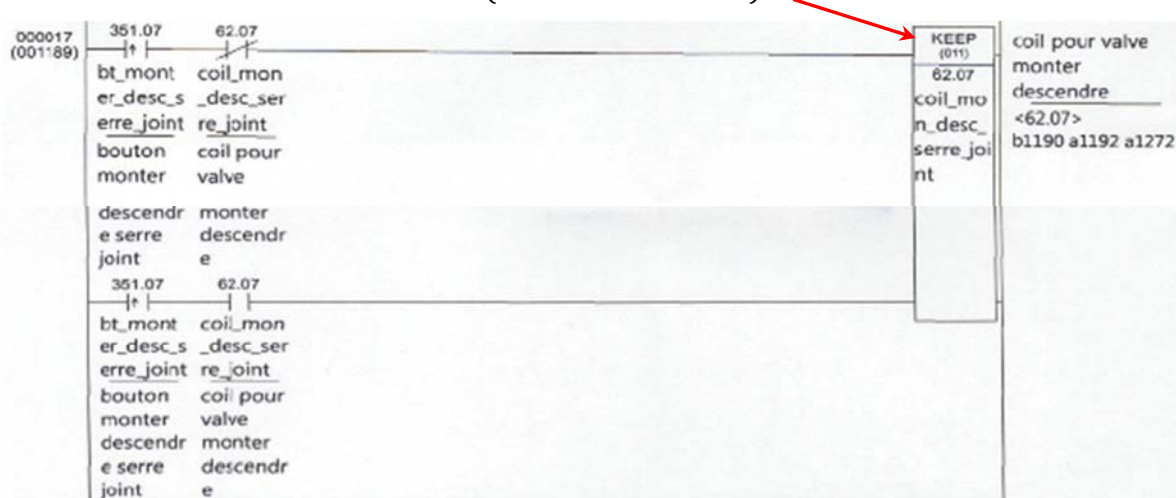 000017
(001189)
351.07 62.07
bt_mont coil_mon
er_desc_s _desc_ser
erre_joint re_joint
bouton coil pour
monter valve
descendr monter
e serre descendr
joint e
KEEP
(011)
62.07
coil_mo
n_desc_
serre_joi
nt
coil pour valve
monter
descendre
<62.07>
b1190 a1192 a1272
351.07 62.07
bt_mont coil_mon
er_desc_s _desc_ser
erre_joint re_joint
bouton coil pour
monter valve
descendr monter
e serre descendr
joint e